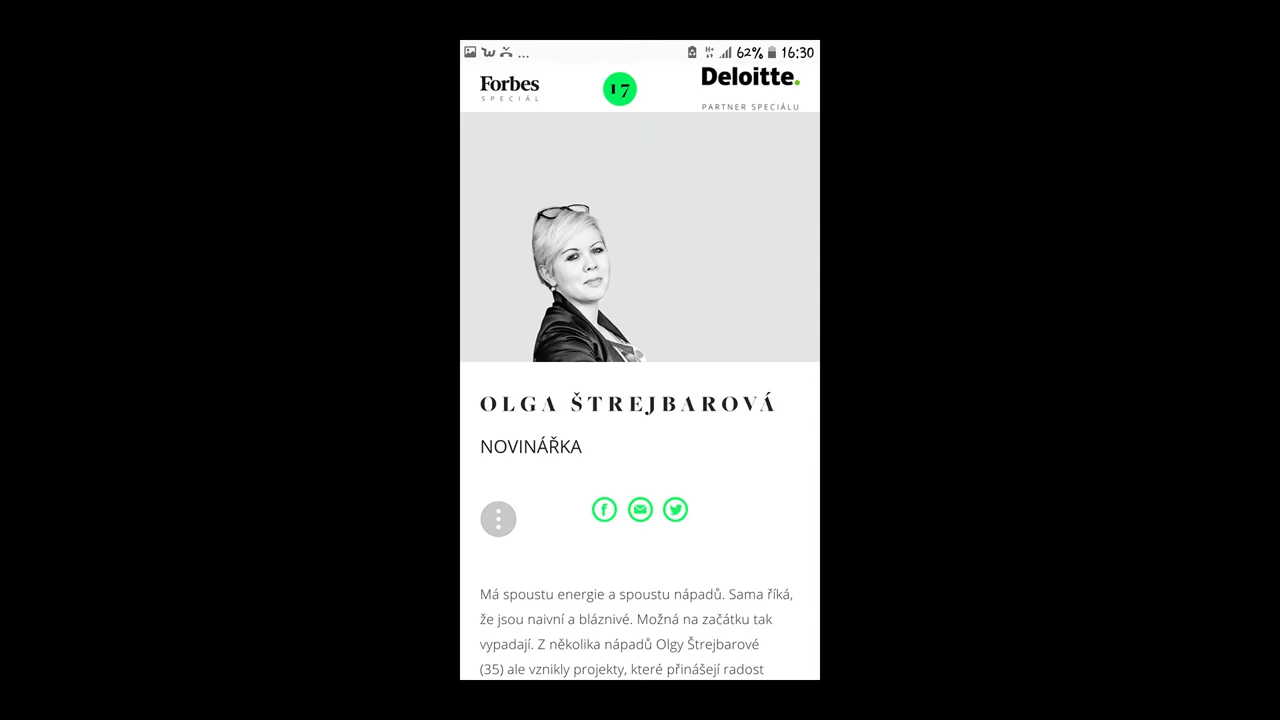 ... H+ 62% 16:30
Forbes
SPECIÁL
17
Deloitte.
PARTNER SPECIÁLU
OLGA ŠTREJBAROVÁ
NOVINÁŘKA
Má spoustu energie a spoustu nápadů. Sama říká,
že jsou naivní a bláznivé. Možná na začátku tak
vypadají. Z několika nápadů Olgy Štrejbarové
(35) ale vznikly projekty, které přinášejí radost